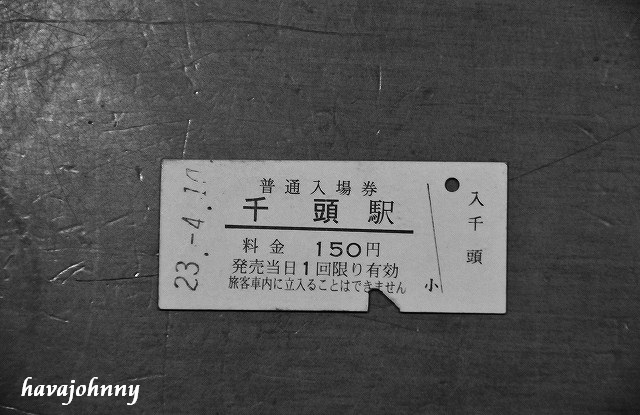 23.-4.10
普通入場券
千頭駅
料金 150円
発売当日1回限り有効
旅客車内に立入ることはできません
小
入千頭
havajohnny